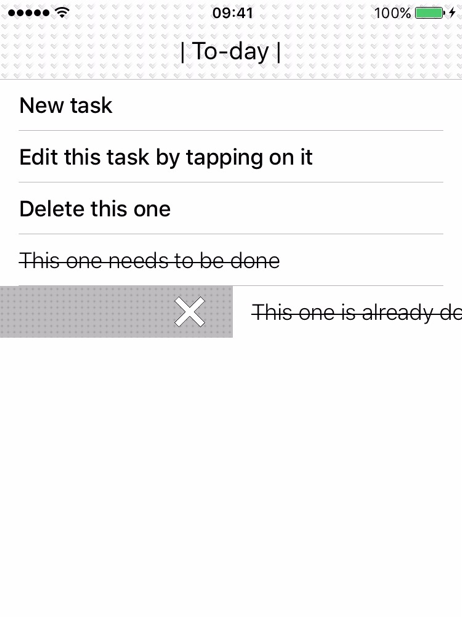 09:41 100%
| To-day |
New task
Edit this task by tapping on it
Delete this one
This one needs to be done
This one is already do